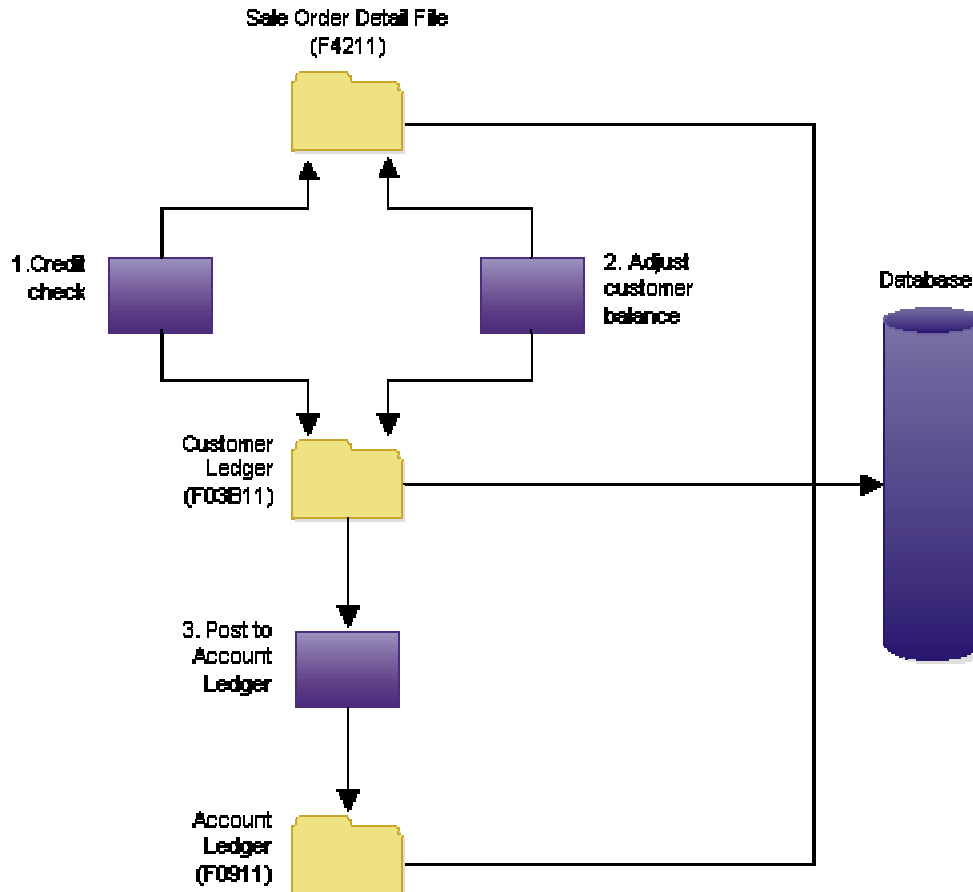 Sale Order Detail File
(F4211)
1.Credit
check
2. Adjust
customer
balance
Database
Customer
Ledger
(F03B11)
3. Post to
Account
Ledger
Account
Ledger
(F0911)